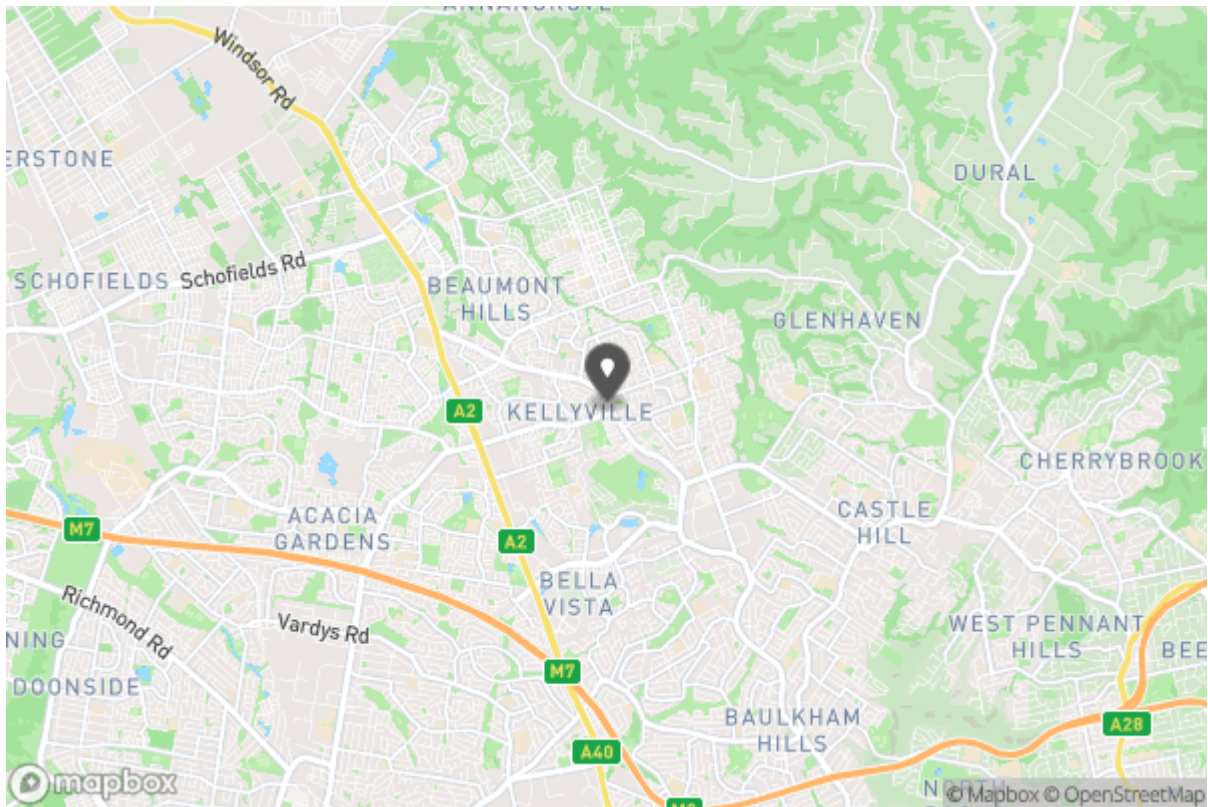 ANNANGROVE
Windsor Rd
ERSTONE
DURAL
SCHOFIELDS
Schofields Rd
BEAUMONT
HILLS
GLENHAVEN
A2
KELLYVILLE
CHERRYBROOK
M7
ACACIA
GARDENS
CASTLE
HILL
A2
BELLA
VISTA
Richmond Rd
Vardys Rd
NING
WEST PENNANT
HILLS
BEE
DOONSIDE
M7
BAULKHAM
HILLS
A28
A40
mapbox
NORTH
© Mapbox © OpenStreetMap